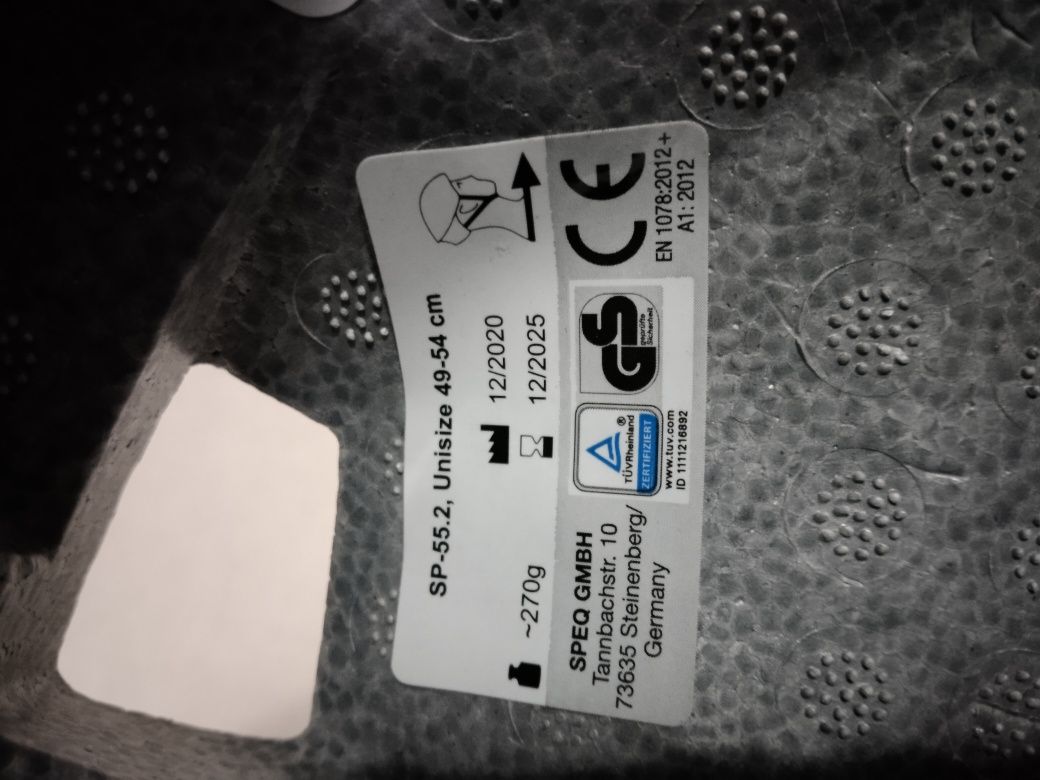 SP-55.2, Unisize 49-54 cm
12/2020
~270g
12/2025
SPEQ GMBH
Tannbachstr. 10
73635 Steinenberg/
Germany
TÜVRheinland®
ZERTIFIZIERT
www.tuv.com
ID 1111216892
GS
geprüfte
Sicherheit
CE
EN 1078:2012+
A1: 2012